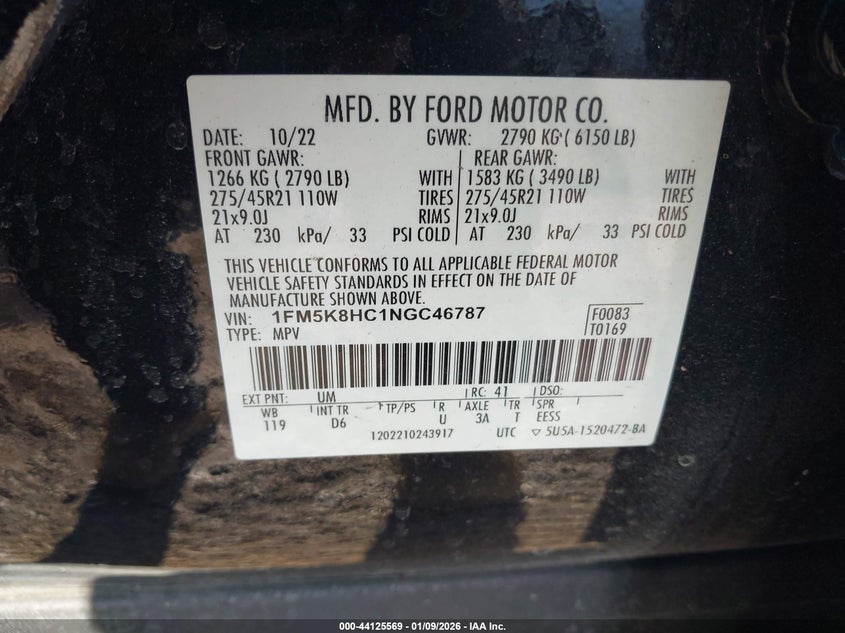 MFD. BY FORD MOTOR CO.
DATE: 10/22 GVWR: 2790 KG ( 6150 LB)
FRONT GAWR: REAR GAWR:
1266 KG ( 2790 LB) WITH 1583 KG ( 3490 LB) WITH
275/45R21 110W TIRES 275/45R21 110W TIRES
21x9.0J RIMS 21x9.0J RIMS
AT 230 kPa/ 33 PSI COLD AT 230 kPa/ 33 PSI COLD
THIS VEHICLE CONFORMS TO ALL APPLICABLE FEDERAL MOTOR
VEHICLE SAFETY STANDARDS IN EFFECT ON THE DATE OF
MANUFACTURE SHOWN ABOVE.
VIN: 1FM5K8HC1NGC46787 F0083
TYPE: MPV T0169
EXT PNT: UM RC: 41 DSO:
WB INT TR TP/PS R AXLE TR SPR
119 D6 U 3A T EESS
1202210243917 UTC ▽ 5U5A-1520472-BA
000-44125569 | 01/09/2026 - IAA Inc.